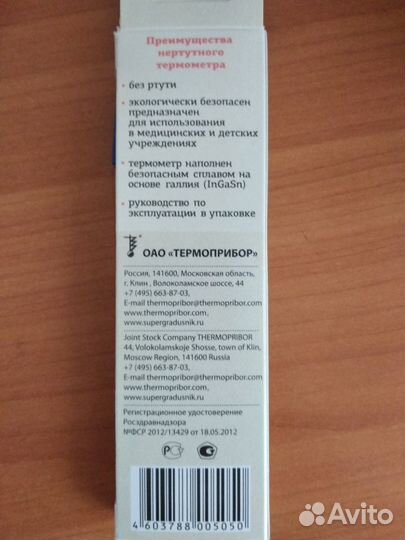 Преимущества
нертутного
термометра
• без ртути
• экологически безопасен
предназначен
для использования
в медицинских и детских
учреждениях
• термометр наполнен
безопасным сплавом на
основе галлия (InGaSn)
• руководство по
эксплуатации в упаковке
ОАО «ТЕРМОПРИБОР»
Россия, 141600, Московская область,
г. Клин , Волоколамское шоссе, 44
+7 (495) 663-87-03,
E-mail thermopribor@thermopribor.com
www.thermopribor.com,
www.supergradusnik.ru
Joint Stock Company THERMOPRIBOR
44, Volokolamskoje Shosse, town of Klin,
Moscow Region, 141600 Russia
+7 (495) 663-87-03,
E-mail thermopribor@thermopribor.com
www.thermopribor.com,
www.supergradusnik.ru
Регистрационное удостоверение
Росздравнадзора
№ФСР 2012/13429 от 18.05.2012
4 603788 005050
Avito